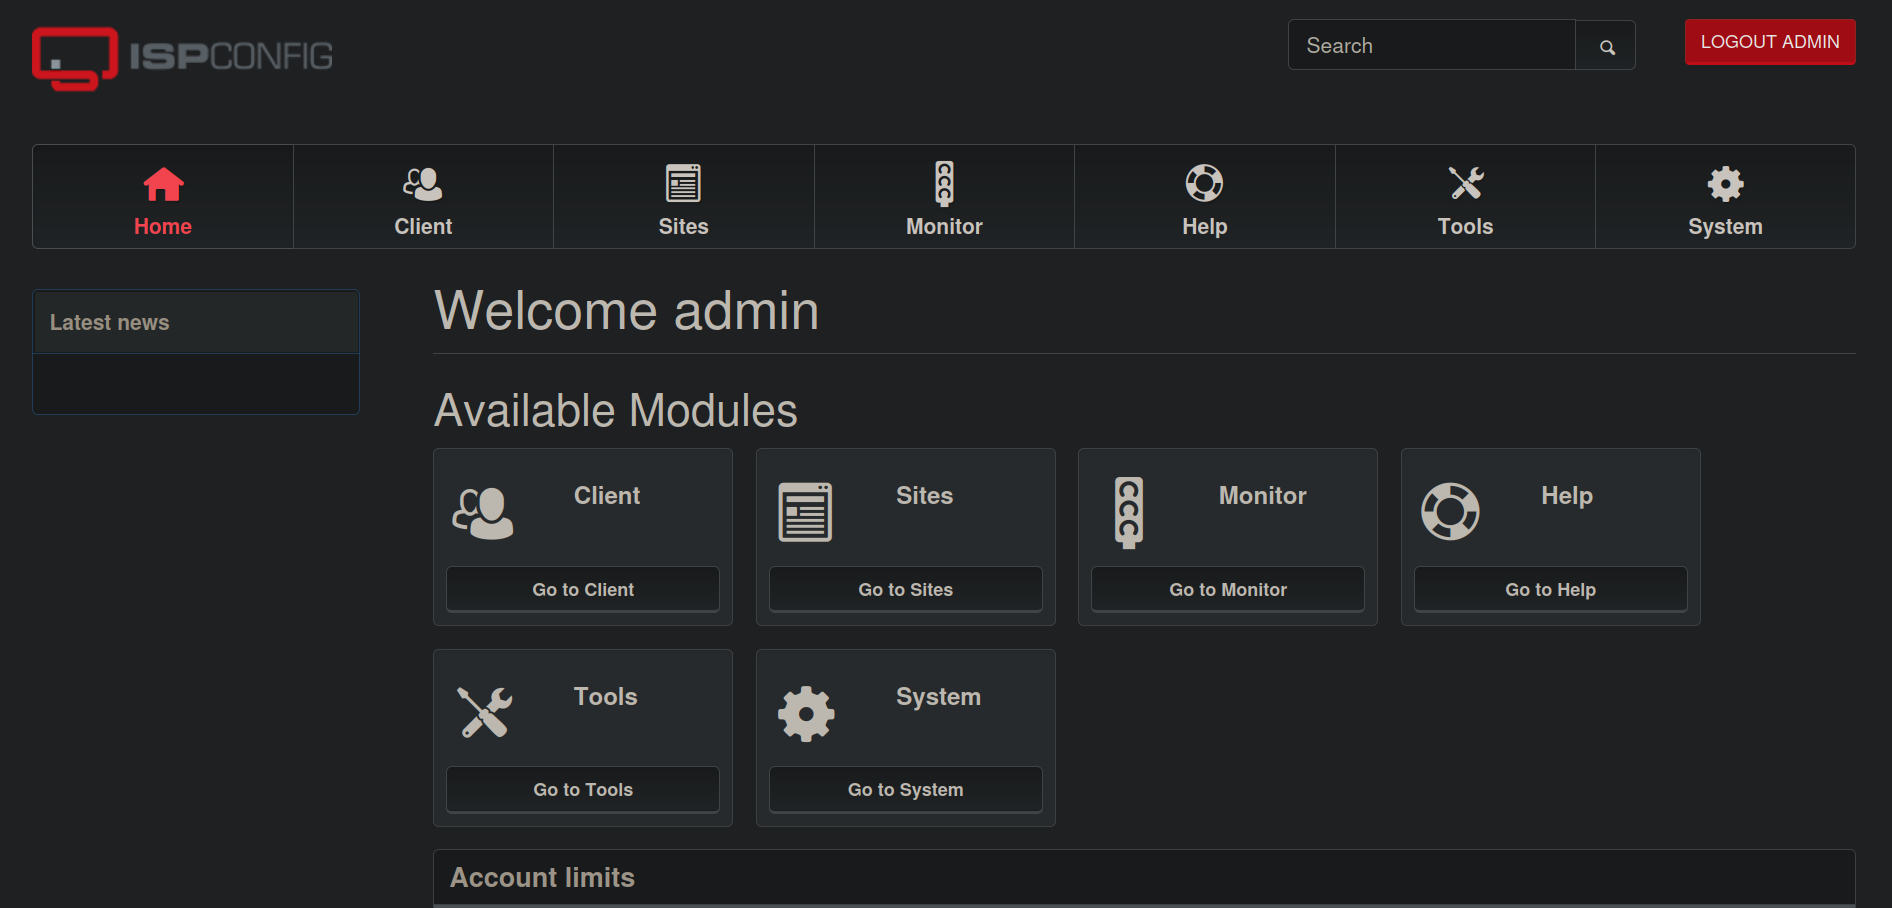 ISPCONFIG
Search
LOGOUT ADMIN
Home
Client
Sites
Monitor
Help
Tools
System
Latest news
Welcome admin
Available Modules
Client
Go to Client
Sites
Go to Sites
Monitor
Go to Monitor
Help
Go to Help
Tools
Go to Tools
System
Go to System
Account limits